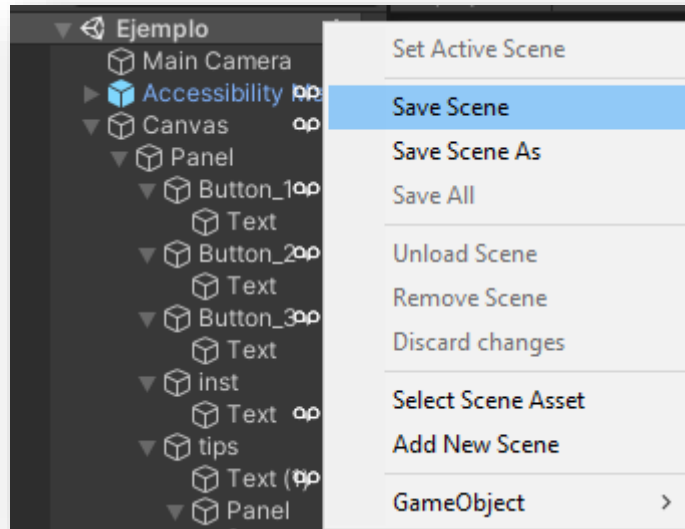 Ejemplo
Main Camera
Accessibility
Canvas
Panel
Button_1
Text
Button_2
Text
Button_3
Text
inst
Text
tips
Text (1)
Panel
Set Active Scene
Save Scene
Save Scene As
Save All
Unload Scene
Remove Scene
Discard changes
Select Scene Asset
Add New Scene
GameObject